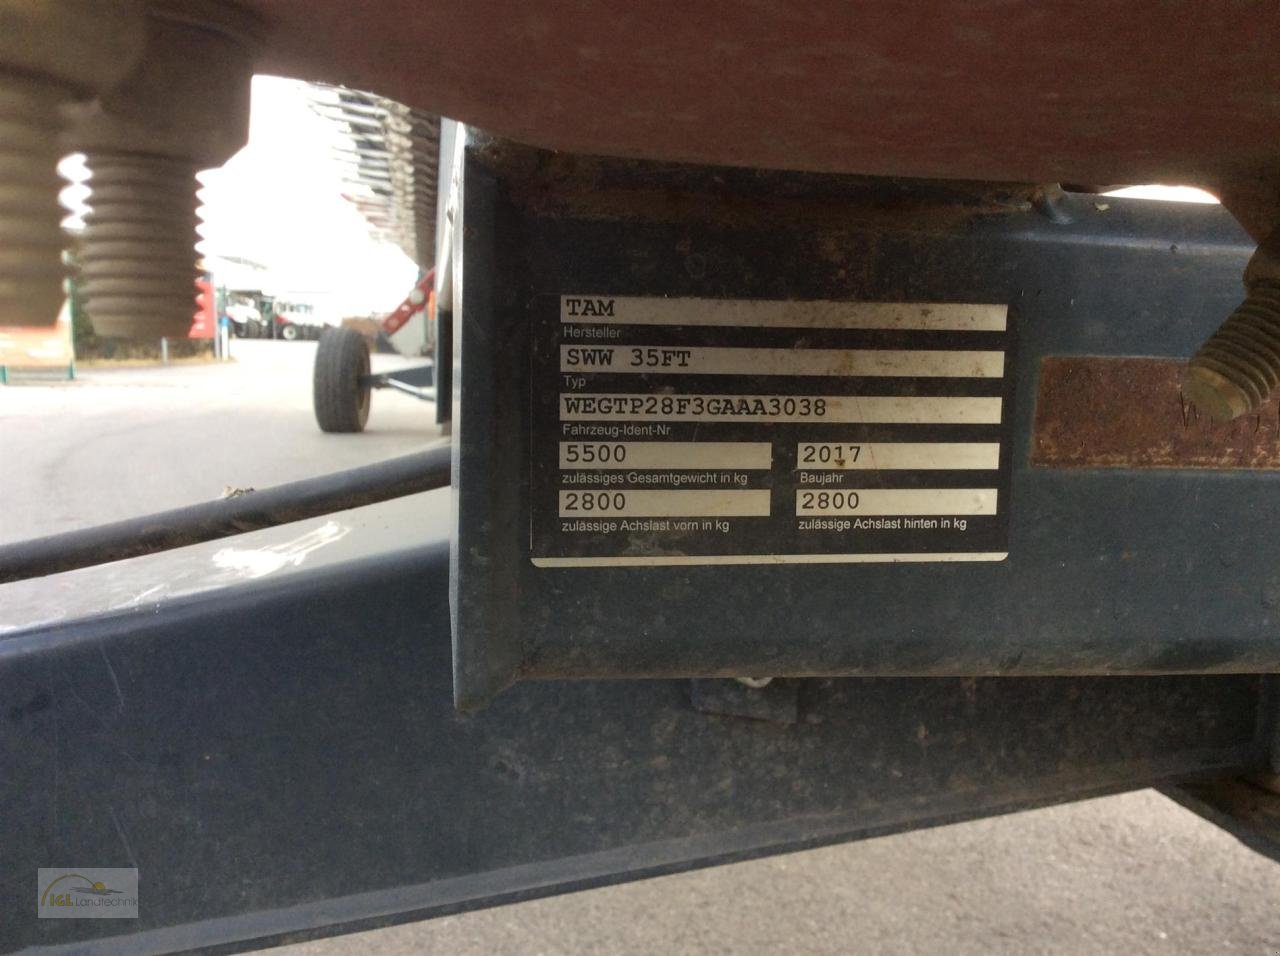 TAM
Hersteller
SWW 35FT
Typ
WEGTP28F3GAAA3038
Fahrzeug-Ident-Nr
5500 2017
zulässiges Gesamtgewicht in kg Baujahr
2800 2800
zulässige Achslast vorn in kg zulässige Achslast hinten in kg
IGL Landtechnik